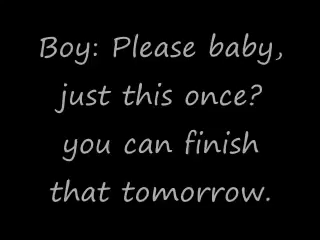 Boy: Please baby,
just this once?
you can finish
that tomorrow.